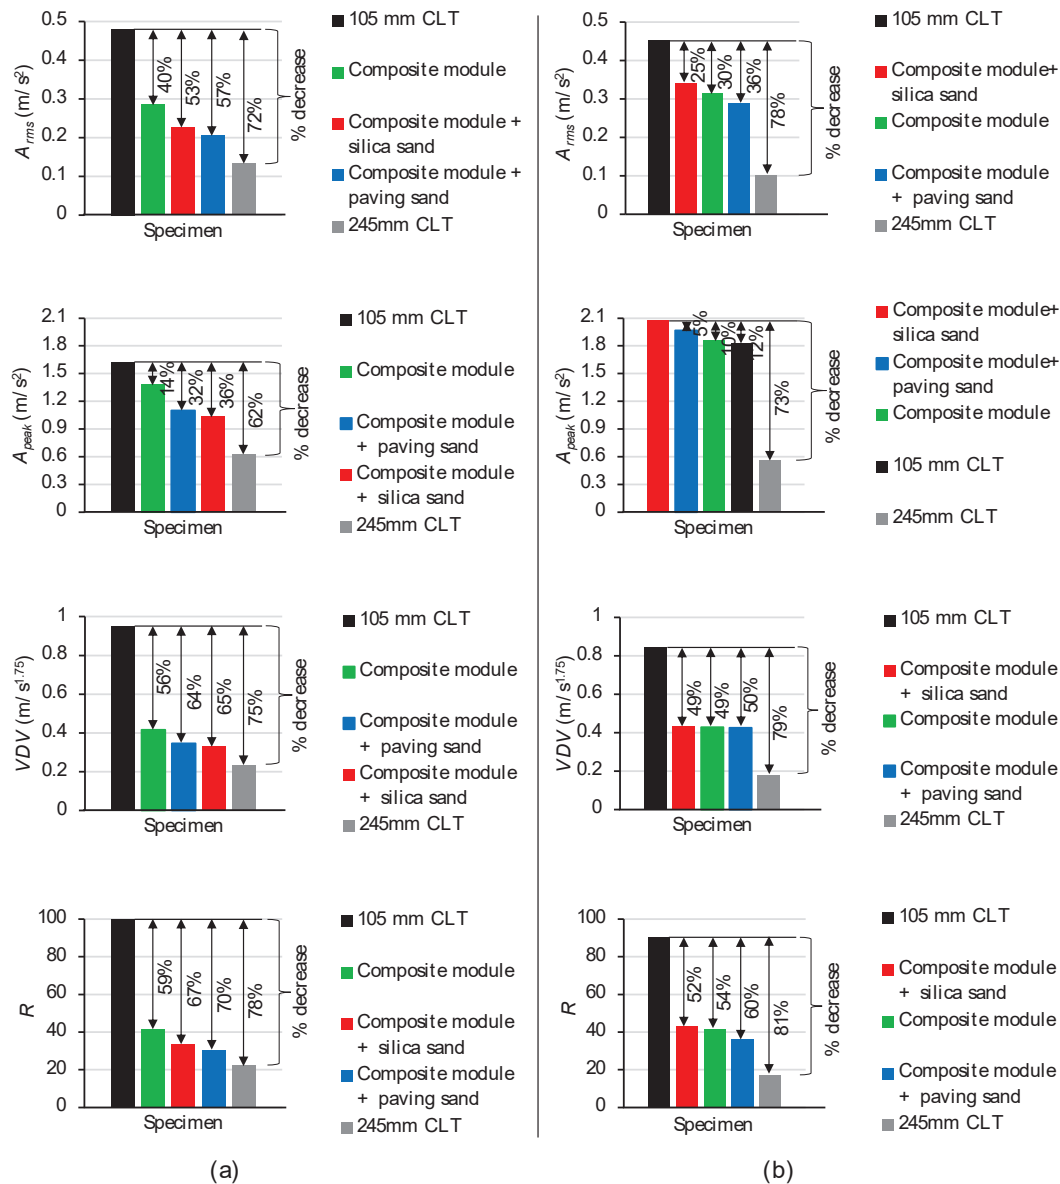 0.5
0.4
0.3
0.2
0.1
0
A rms (m/ s2)
40%
53%
57%
72%
% decrease
Specimen
105 mm CLT
Composite module
Composite module +
silica sand
Composite module +
paving sand
245mm CLT
0.5
0.4
0.3
0.2
0.1
0
A rms (m/ s2)
25%
30%
36%
78%
% decrease
Specimen
105 mm CLT
Composite module+
silica sand
Composite module
Composite module
+ paving sand
245mm CLT
2.1
1.8
1.5
1.2
0.9
0.6
0.3
0
A peak (m/ s2)
14%
32%
36%
62%
% decrease
Specimen
105 mm CLT
Composite module
Composite module
+ paving sand
Composite module
+ silica sand
245mm CLT
2.1
1.8
1.5
1.2
0.9
0.6
0.3
0
A peak (m/ s2)
5%
10%
12%
73%
% decrease
Specimen
Composite module+
silica sand
Composite module+
paving sand
Composite module
105 mm CLT
245mm CLT
1
0.8
0.6
0.4
0.2
0
VDV (m/ s1.75)
56%
64%
65%
75%
% decrease
Specimen
105 mm CLT
Composite module
Composite module
+ paving sand
Composite module
+ silica sand
245mm CLT
1
0.8
0.6
0.4
0.2
0
VDV (m/ s1.75)
49%
49%
50%
79%
% decrease
Specimen
105 mm CLT
Composite module
+ silica sand
Composite module
Composite module
+ paving sand
245mm CLT
100
80
60
40
20
0
R
59%
67%
70%
78%
% decrease
Specimen
105 mm CLT
Composite module
Composite module
+ silica sand
Composite module
+ paving sand
245mm CLT
100
80
60
40
20
0
R
52%
54%
60%
81%
% decrease
Specimen
105 mm CLT
Composite module
+ silica sand
Composite module
Composite module
+ paving sand
245mm CLT
(a)
(b)